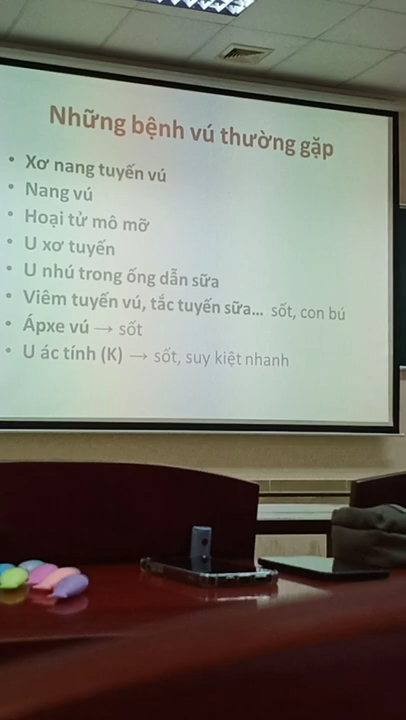 Những bệnh vú thường gặp
• Xơ nang tuyến vú
• Nang vú
• Hoại tử mô mỡ
• U xơ tuyến
• U nhú trong ống dẫn sữa
• Viêm tuyến vú, tắc tuyến sữa... sốt, con bú
• Ápxe vú → sốt
• U ác tính (K) → sốt, suy kiệt nhanh